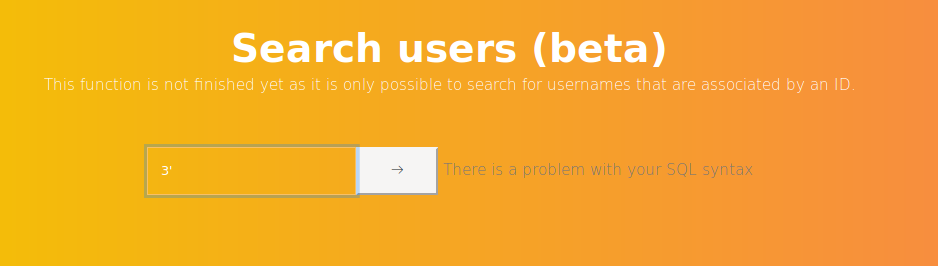 Search users (beta)
This function is not finished yet as it is only possible to search for usernames that are associated by an ID.
3' → There is a problem with your SQL syntax